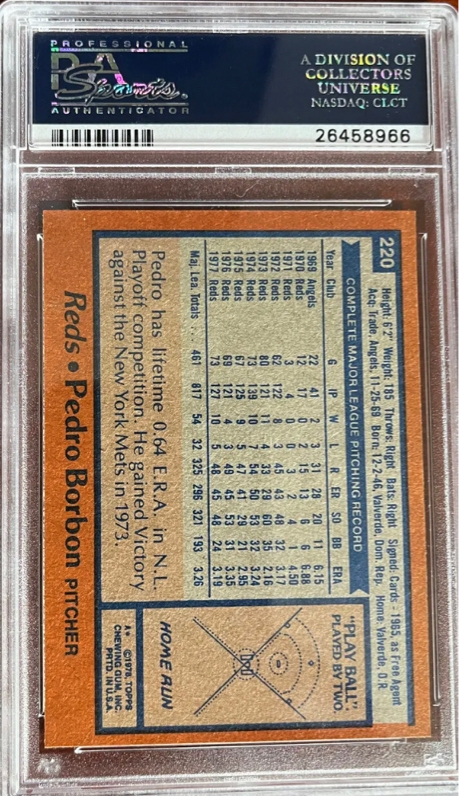 PROFESSIONAL
PSA
Sports
AUTHENTICATOR
A DIVISION OF
COLLECTORS
UNIVERSE
NASDAQ: CLCT
26458966
220
Height: 6'2" Weight: 185 Throws: Right Bats: Right Signed: Cards - 1965, as Free Agent
Acq: Trade, Angels, 11-25-69 Born: 12-2-46, Valverde, Dom. Rep. Home: Valverde, D.R.
COMPLETE MAJOR LEAGUE PITCHING RECORD
Year Club G IP W L R ER SO BB ERA
1969 Angels 22 41 2 3 31 28 20 11 6.15
1970 Reds 12 17 0 2 15 13 6 6 6.88
1971 Reds 3 4 0 0 3 2 4 1 4.50
1972 Reds 62 122 8 3 45 43 48 32 3.17
1973 Reds 80 121 11 4 33 29 60 35 2.16
1974 Reds 73 139 10 7 54 50 53 32 3.24
1975 Reds 67 125 9 5 47 41 29 21 2.95
1976 Reds 69 121 4 3 49 45 53 31 3.35
1977 Reds 73 127 10 5 48 45 48 24 3.19
Maj. Lea. Totals . . 461 817 54 32 325 296 321 193 3.26
Pedro has lifetime 0.64 E.R.A. in N.L.
Playoff competition. He gained Victory
against the New York Mets in 1973.
"PLAY BALL"
PLAYED BY TWO
HOME RUN
A* ©1978 TOPPS
CHEWING GUM, INC.
PRTD. IN U.S.A.
Reds • Pedro Borbon PITCHER